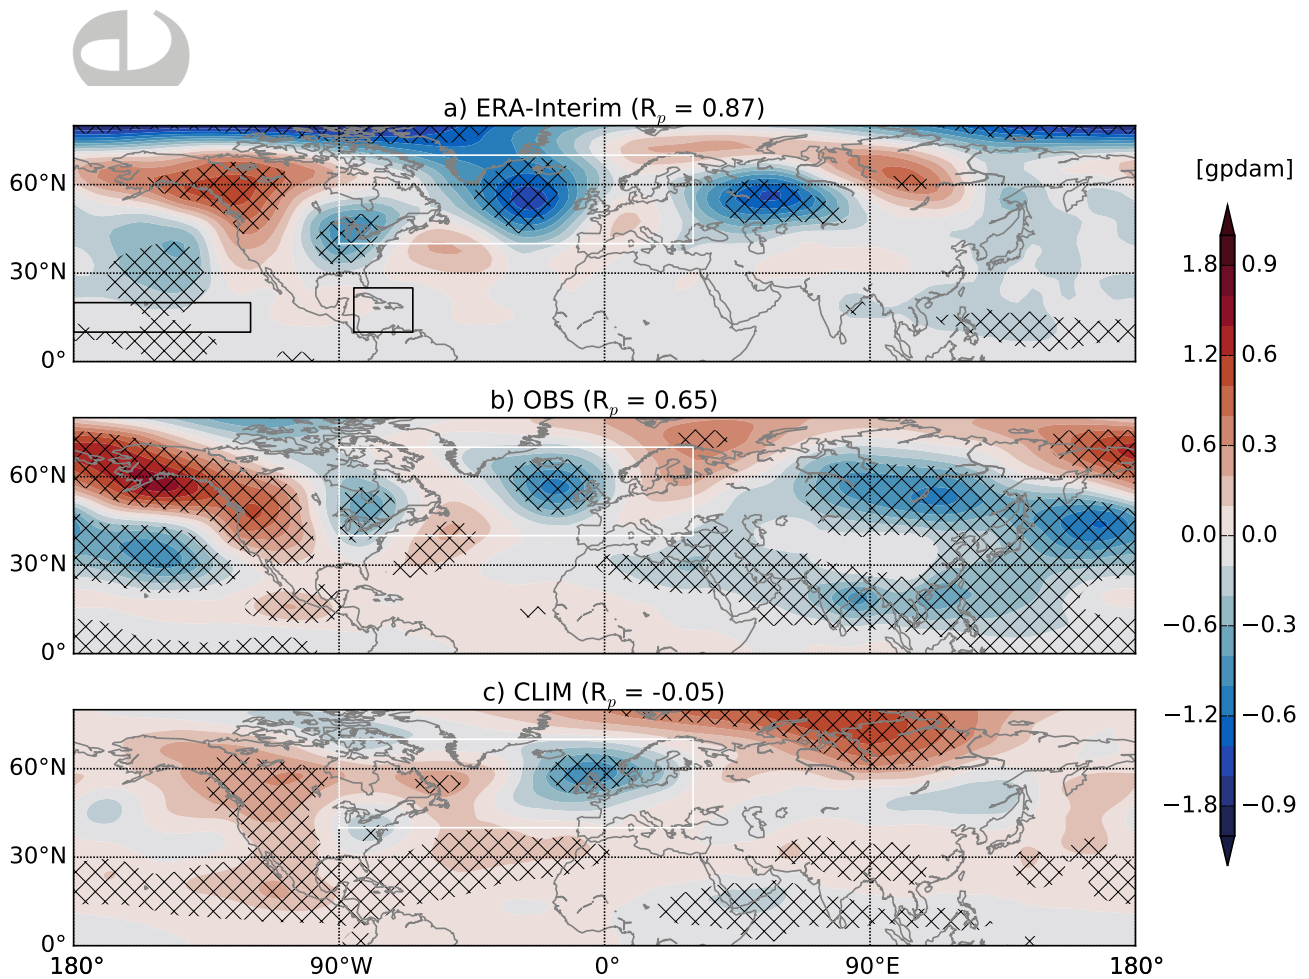 e
a) ERA-Interim (Rp = 0.87)
60°N
30°N
0°
b) OBS (Rp = 0.65)
60°N
30°N
0°
c) CLIM (Rp = -0.05)
60°N
30°N
0°
180° 90°W 0° 90°E 180°
[gpdam]
1.8 0.9
1.2 0.6
0.6 0.3
0.0 0.0
−0.6 −0.3
−1.2 −0.6
−1.8 −0.9